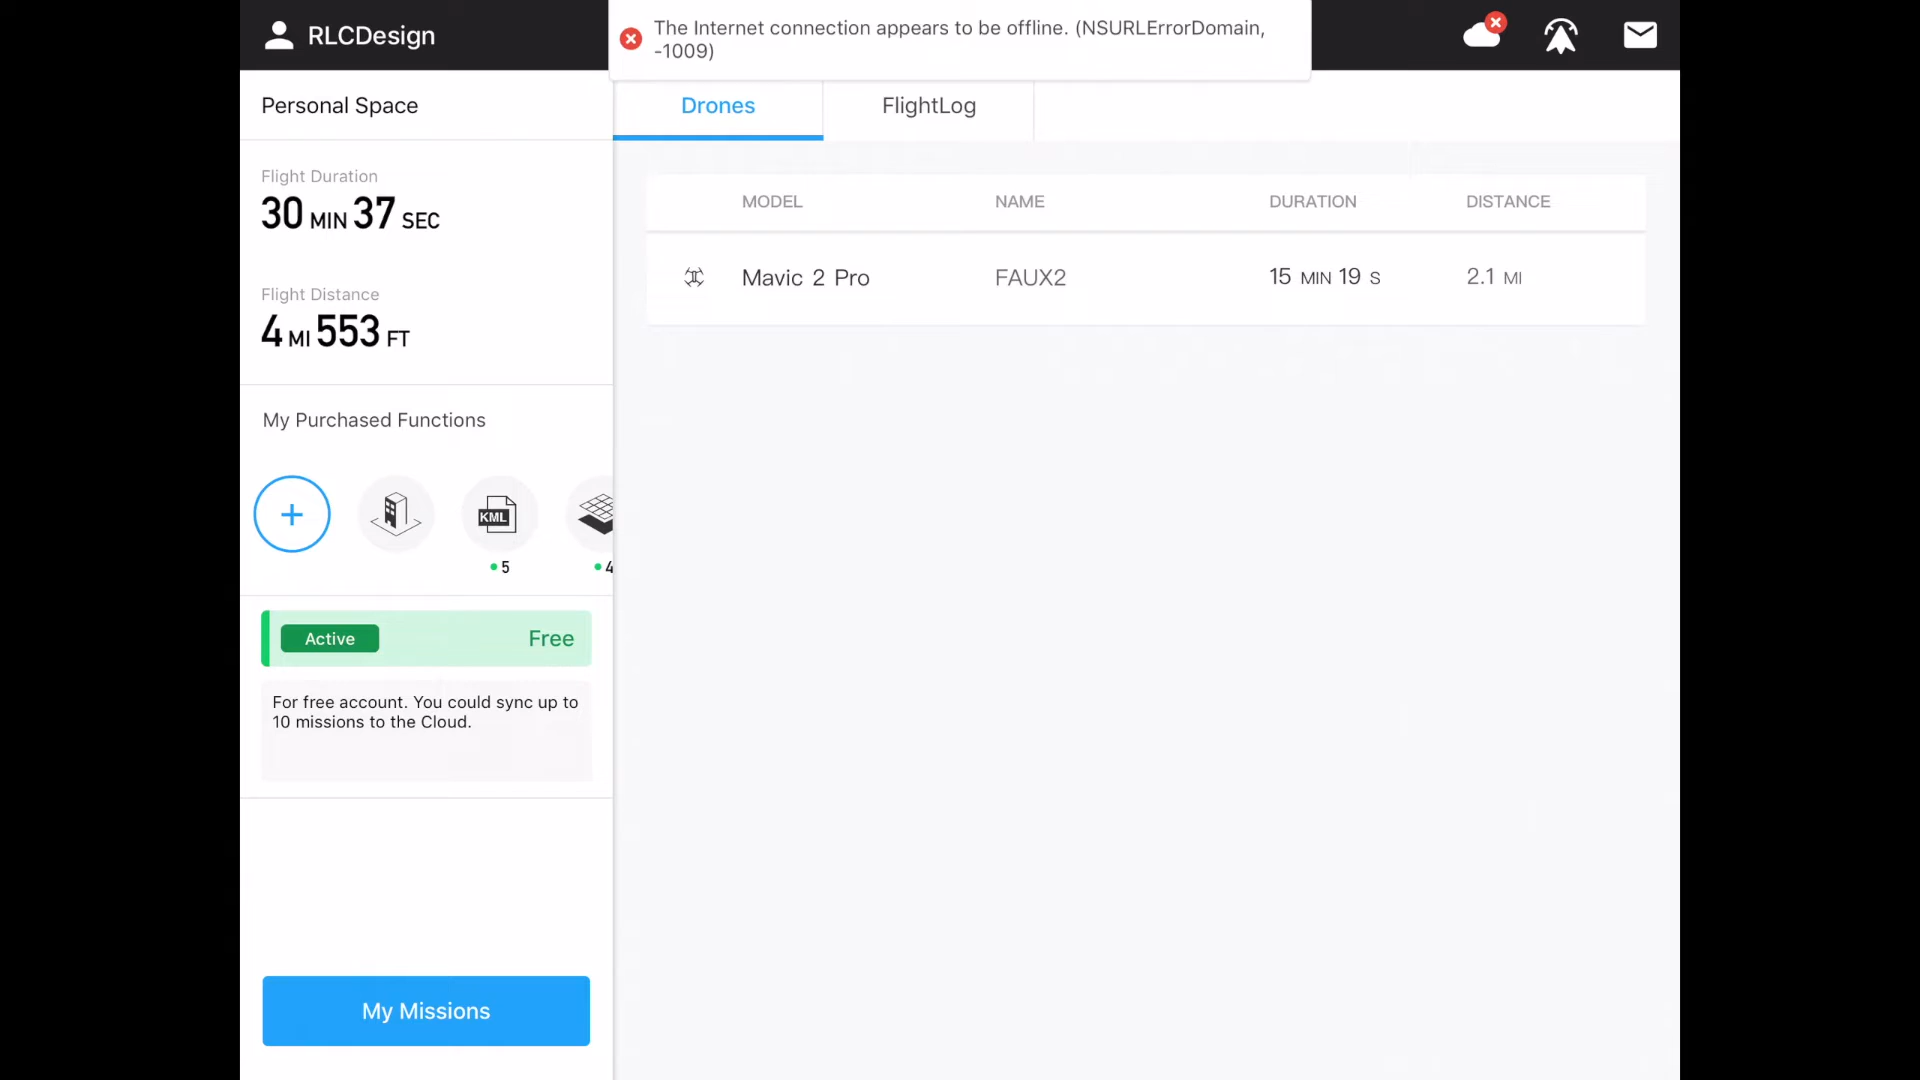 RLCDesign
The Internet connection appears to be offline. (NSURLErrorDomain,
-1009)
Personal Space
Drones
FlightLog
Flight Duration
30 MIN 37 SEC
Flight Distance
4 MI 553 FT
MODEL NAME DURATION DISTANCE
Mavic 2 Pro FAUX2 15 MIN 19 S 2.1 MI
My Purchased Functions
KML
5
4
Active
Free
For free account. You could sync up to
10 missions to the Cloud.
My Missions